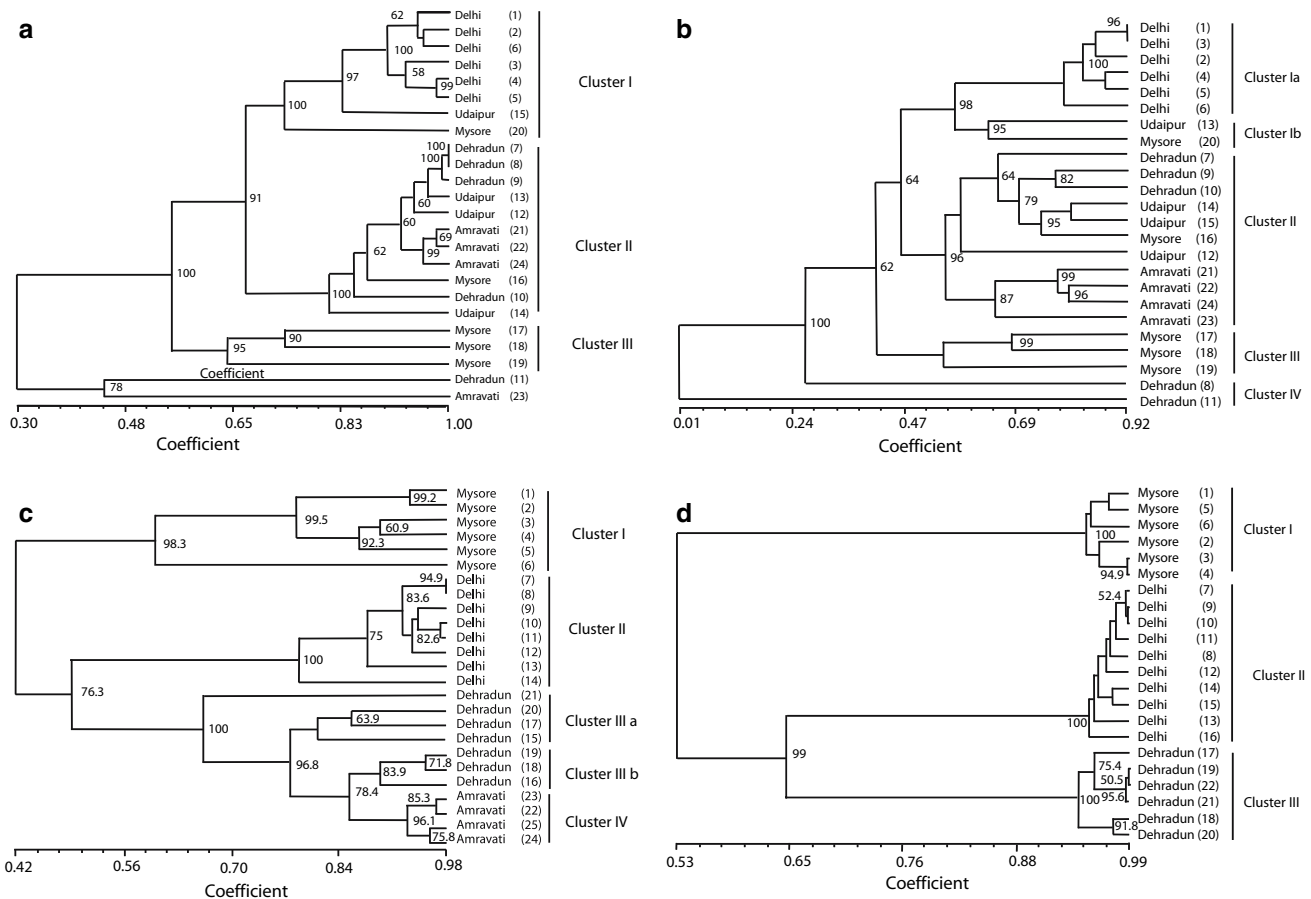 a
62
Delhi (1)
Delhi (2)
100
Delhi (6)
Delhi (3)
97
58
Delhi (4)
99
Cluster I
Delhi (5)
100
Udaipur (15)
Mysore (20)
100
Dehradun (7)
100
Dehradun (8)
Dehradun (9)
91
Udaipur (13)
60
Udaipur (12)
60
Amravati (21)
69
Amravati (22)
Cluster II
62
99
Amravati (24)
100
Mysore (16)
100
Dehradun (10)
Udaipur (14)
Mysore (17)
90
Mysore (18)
Cluster III
95
Mysore (19)
Coefficient
Dehradun (11)
78
Amravati (23)
0.30 0.48 0.65 0.83 1.00
Coefficient
b
96
Delhi (1)
Delhi (3)
Delhi (2)
100
Delhi (4)
Cluster Ia
Delhi (5)
98
Delhi (6)
Udaipur (13)
95
Cluster Ib
Mysore (20)
Dehradun (7)
Dehradun (9)
64
64
82
Dehradun (10)
79
Udaipur (14)
Udaipur (15)
Cluster II
95
Mysore (16)
Udaipur (12)
62
96
Amravati (21)
99
Amravati (22)
96
87
Amravati (24)
Amravati (23)
100
Mysore (17)
99
Mysore (18)
Cluster III
Mysore (19)
Dehradun (8)
Cluster IV
Dehradun (11)
0.01 0.24 0.47 0.69 0.92
Coefficient
c
Mysore (1)
99.2
Mysore (2)
99.5
Mysore (3)
60.9
Mysore (4)
Cluster I
98.3
92.3
Mysore (5)
Mysore (6)
94.9
Delhi (7)
Delhi (8)
83.6
Delhi (9)
Delhi (10)
75
82.6
Delhi (11)
Cluster II
Delhi (12)
100
Delhi (13)
Delhi (14)
76.3
Dehradun (21)
Dehradun (20)
63.9
Dehradun (17)
Cluster III a
100
Dehradun (15)
Dehradun (19)
71.8
96.8
83.9
Dehradun (18)
Cluster III b
Dehradun (16)
78.4
85.3
Amravati (23)
Amravati (22)
96.1
Amravati (25)
Cluster IV
75.8
Amravati (24)
0.42 0.56 0.70 0.84 0.98
Coefficient
d
Mysore (1)
Mysore (5)
Mysore (6)
100
Mysore (2)
Cluster I
Mysore (3)
94.9
Mysore (4)
Delhi (7)
52.4
Delhi (9)
Delhi (10)
Delhi (11)
Delhi (8)
Delhi (12)
Cluster II
Delhi (14)
Delhi (15)
100
Delhi (13)
Delhi (16)
99
Dehradun (17)
75.4
Dehradun (19)
50.5
Dehradun (22)
100
95.6
Dehradun (21)
Cluster III
Dehradun (18)
91.8
Dehradun (20)
0.53 0.65 0.76 0.88 0.99
Coefficient